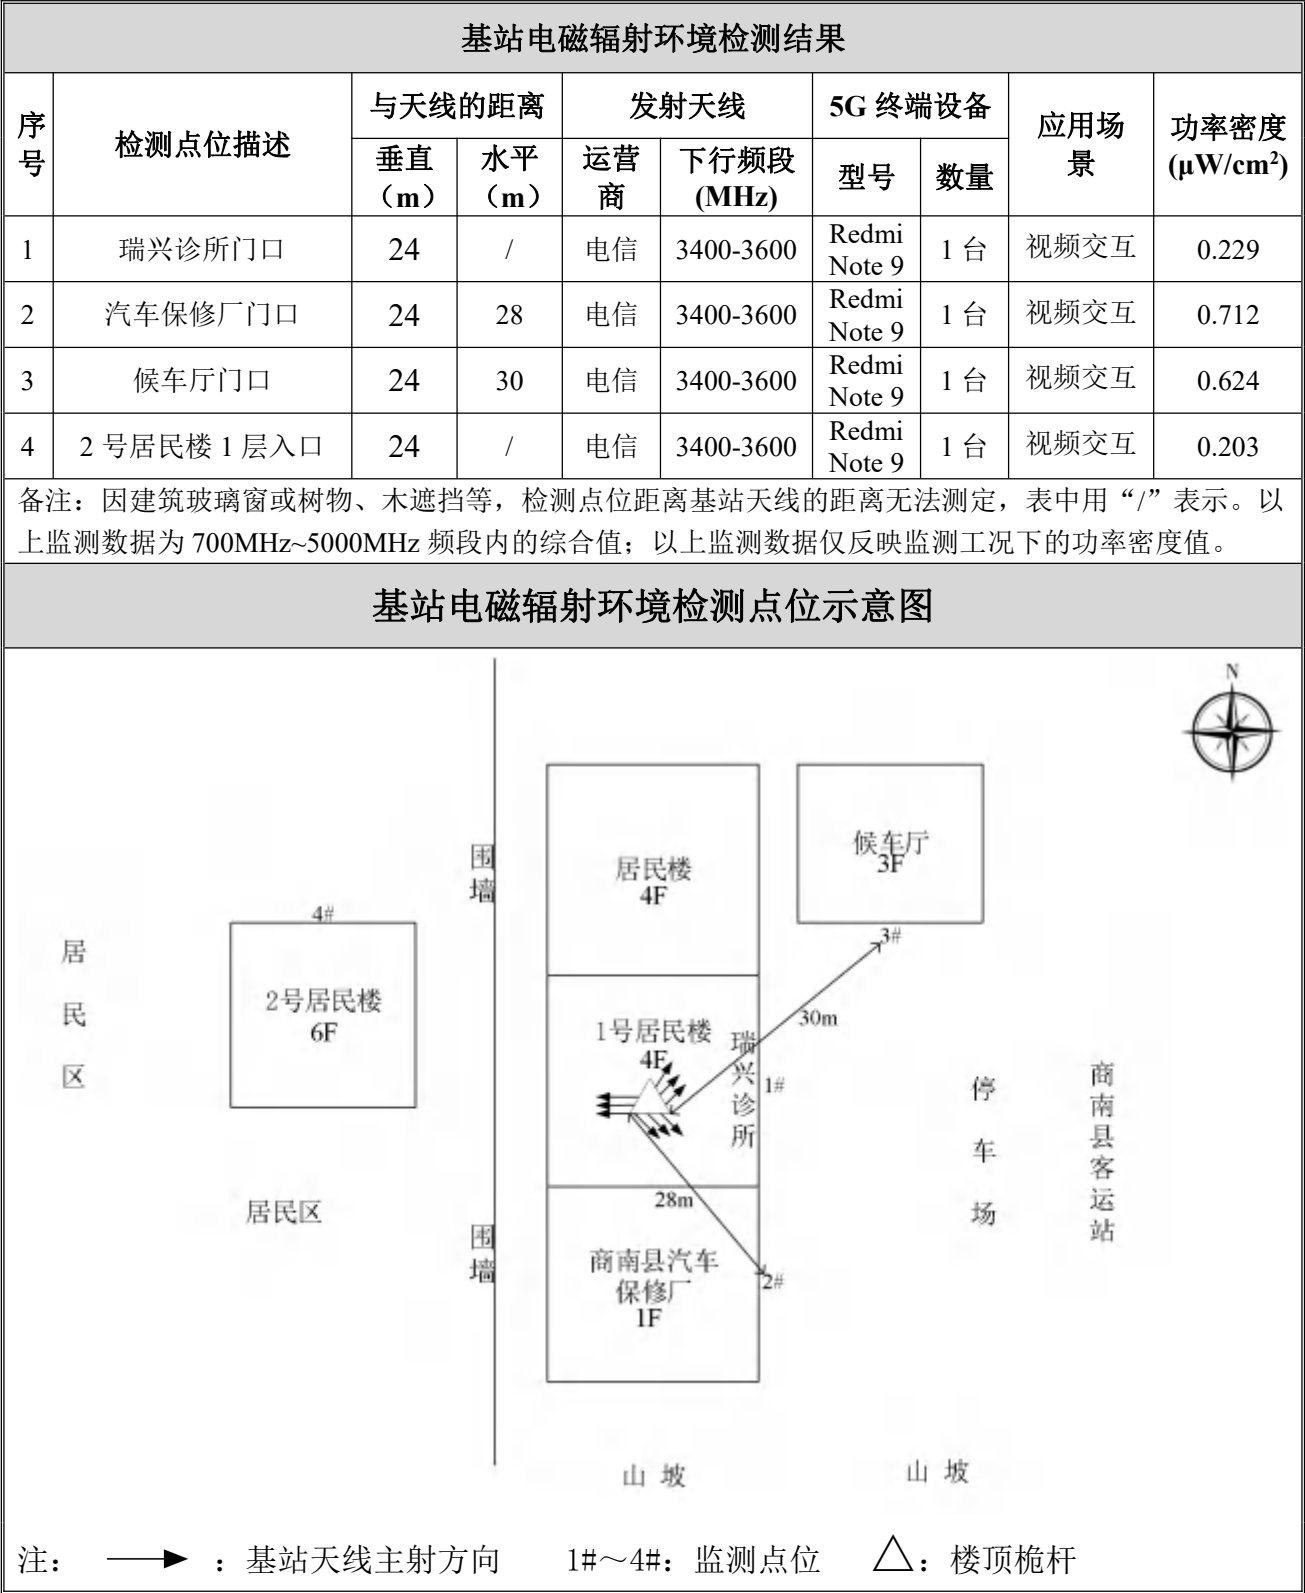 基站电磁辐射环境检测结果
序号 检测点位描述 与天线的距离 发射天线 5G 终端设备 应用场景 功率密度(μW/cm²)
垂直（m） 水平（m） 运营商 下行频段(MHz) 型号 数量
1 瑞兴诊所门口 24 / 电信 3400-3600 Redmi Note 9 1 台 视频交互 0.229
2 汽车保修厂门口 24 28 电信 3400-3600 Redmi Note 9 1 台 视频交互 0.712
3 候车厅门口 24 30 电信 3400-3600 Redmi Note 9 1 台 视频交互 0.624
4 2 号居民楼 1 层入口 24 / 电信 3400-3600 Redmi Note 9 1 台 视频交互 0.203
备注：因建筑玻璃窗或树物、木遮挡等，检测点位距离基站天线的距离无法测定，表中用“/”表示。以
上监测数据为 700MHz~5000MHz 频段内的综合值；以上监测数据仅反映监测工况下的功率密度值。
基站电磁辐射环境检测点位示意图
N
候车厅
3F
居民楼
4F
围墙
4#
3#
居民区
2号居民楼
6F
30m
1号居民楼
4F
瑞兴诊所
1#
停车场
商南县客运站
28m
居民区
围墙
商南县汽车
保修厂
1F
2#
山坡
山坡
注： ：基站天线主射方向 1#～4#：监测点位 △：楼顶桅杆